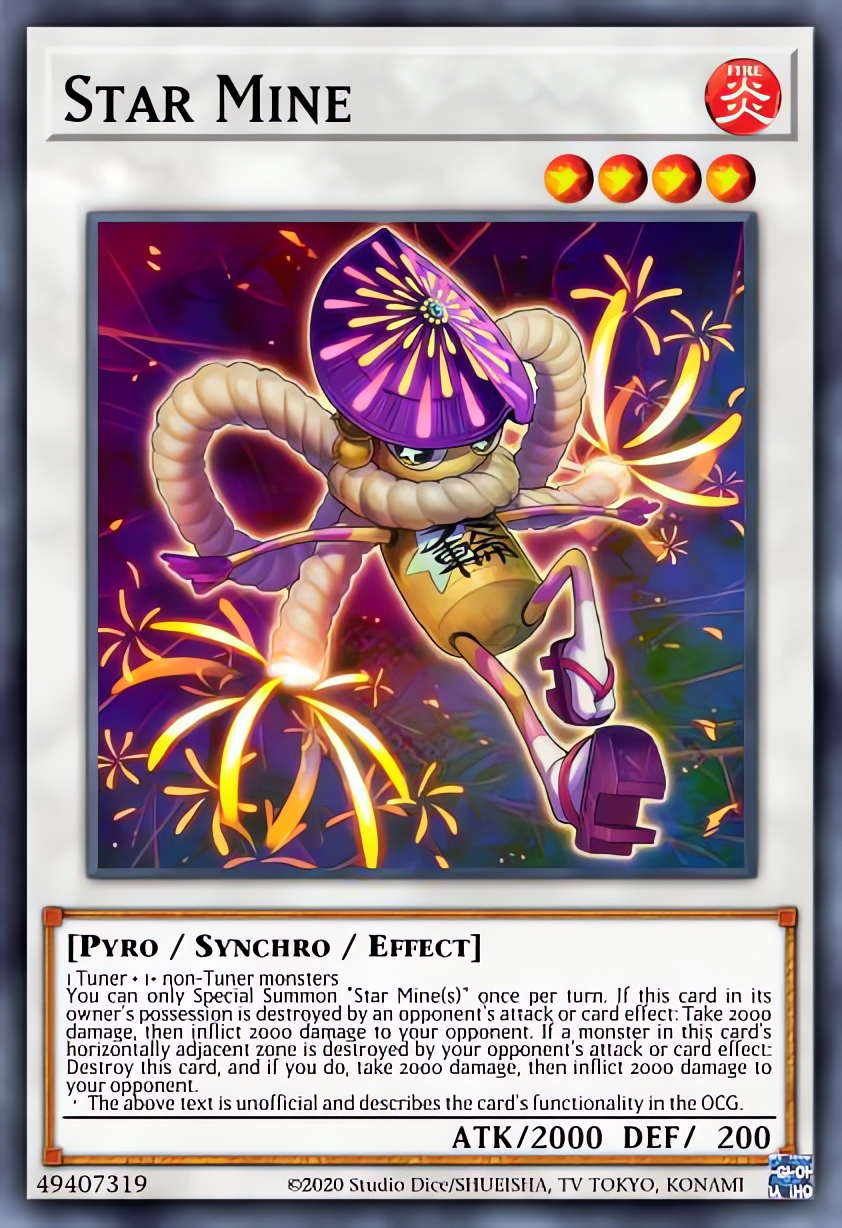 Star Mine
FIRE
炎
[Pyro / Synchro / Effect]
1 Tuner + 1+ non-Tuner monsters
You can only Special Summon "Star Mine(s)" once per turn. If this card in its
owner's possession is destroyed by an opponent's attack or card effect: Take 2000
damage, then inflict 2000 damage to your opponent. If a monster in this card's
horizontally adjacent zone is destroyed by your opponent's attack or card effect:
Destroy this card, and if you do, take 2000 damage, then inflict 2000 damage to
your opponent.
* The above text is unofficial and describes the card's functionality in the OCG.
ATK/2000 DEF/ 200
49407319
©2020 Studio Dice/SHUEISHA, TV TOKYO, KONAMI